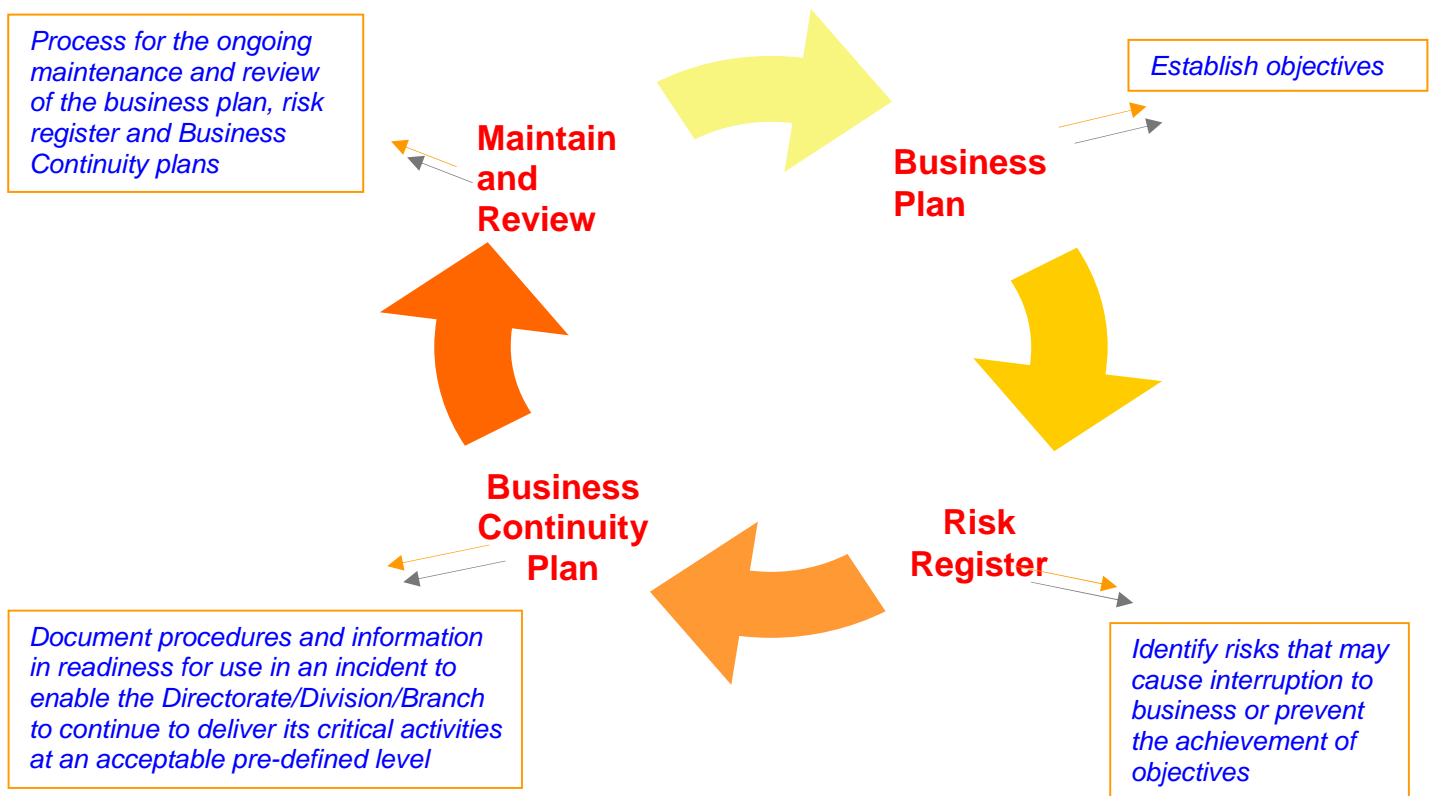 Process for the ongoing
maintenance and review
of the business plan, risk
register and Business
Continuity plans
Maintain
and
Review
Establish objectives
Business
Plan
Business
Continuity
Plan
Risk
Register
Document procedures and information
in readiness for use in an incident to
enable the Directorate/Division/Branch
to continue to deliver its critical activities
at an acceptable pre-defined level
Identify risks that may
cause interruption to
business or prevent
the achievement of
objectives